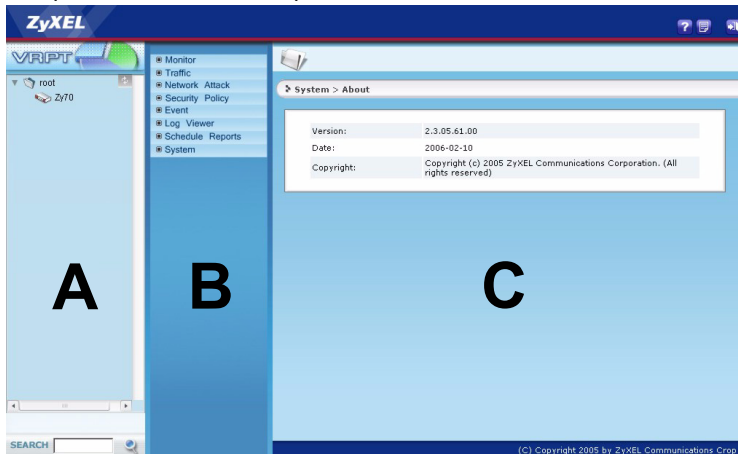 ZyXEL
VRPT
root
Zy70
A
SEARCH
Monitor
Traffic
Network Attack
Security Policy
Event
Log Viewer
Schedule Reports
System
B
System > About
Version: 2.3.05.61.00
Date: 2006-02-10
Copyright: Copyright (c) 2005 ZyXEL Communications Corporation. (All
rights reserved)
C
(C) Copyright 2005 by ZyXEL Communications Crop